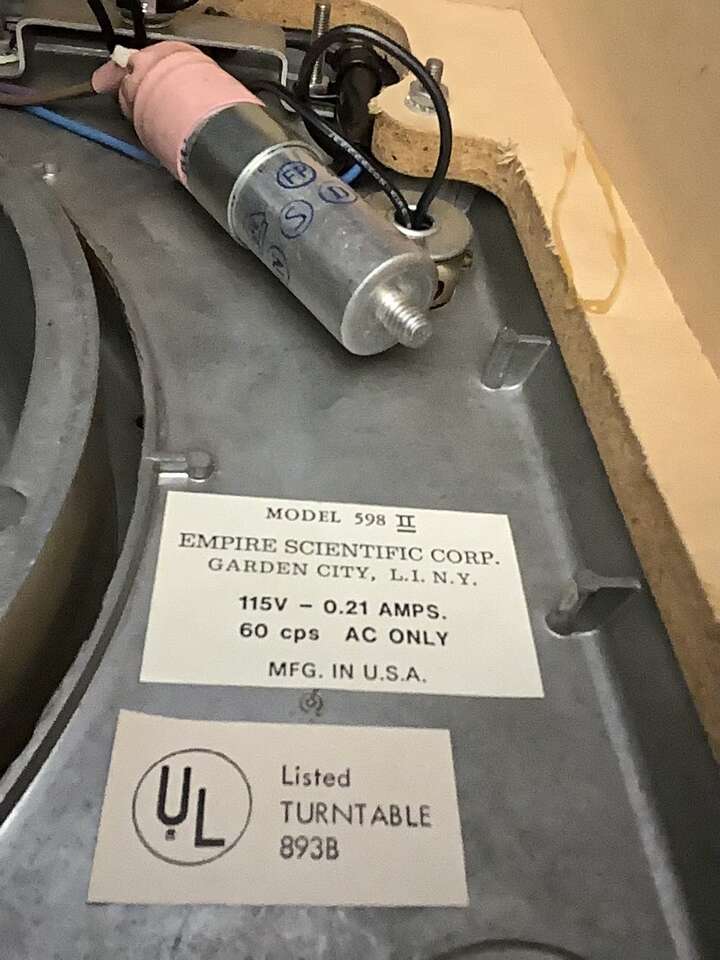 FP
S
MODEL 598 II
EMPIRE SCIENTIFIC CORP.
GARDEN CITY, L.I. N.Y.
115V – 0.21 AMPS.
60 cps AC ONLY
MFG. IN U.S.A.
UL
Listed
TURNTABLE
893B